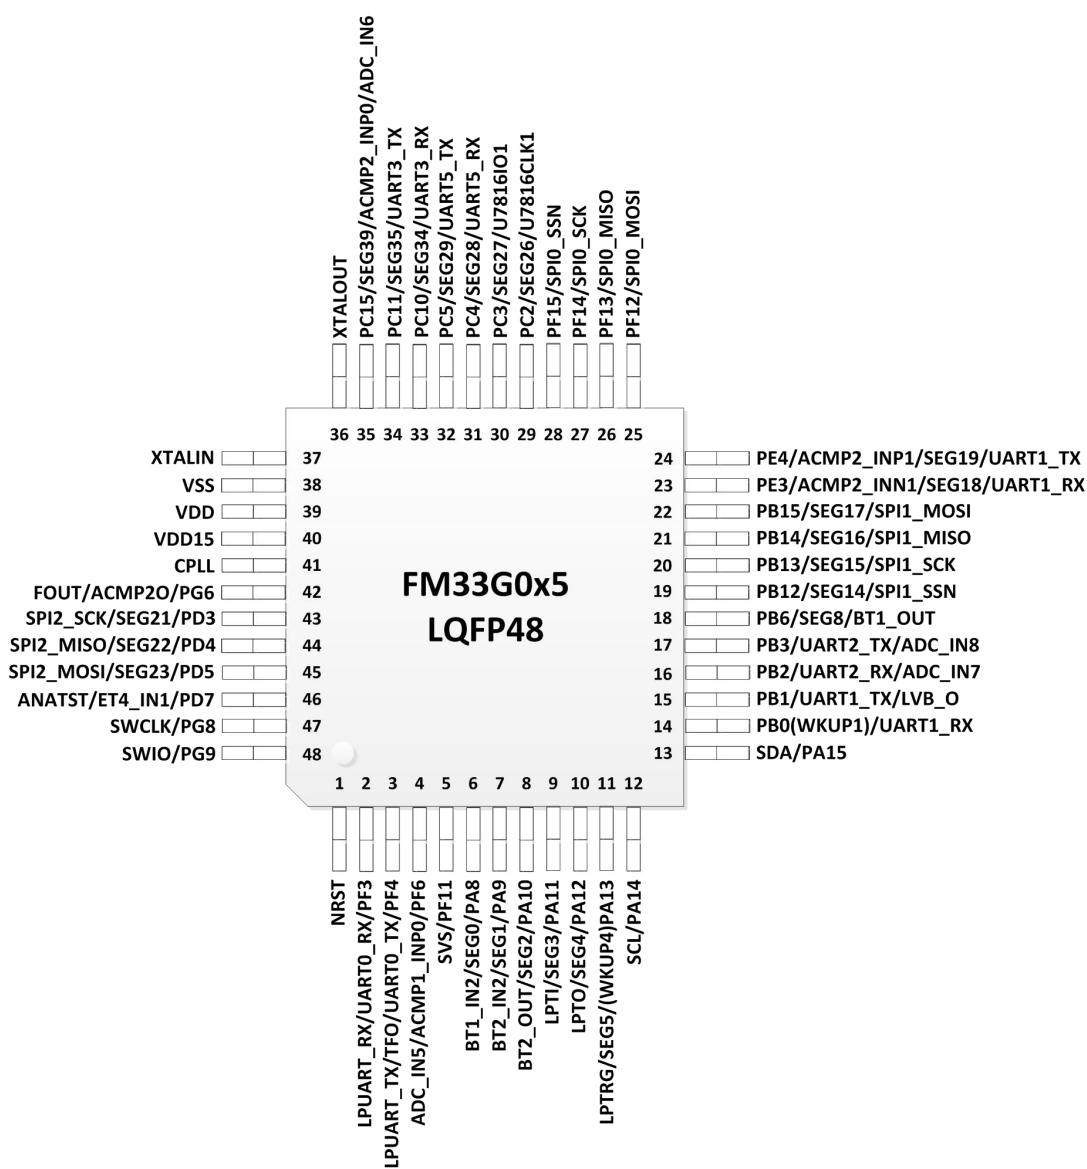 XTALOUT
PC15/SEG39/ACMP2_INP0/ADC_IN6
PC11/SEG35/UART3_TX
PC10/SEG34/UART3_RX
PC5/SEG29/UART5_TX
PC4/SEG28/UART5_RX
PC3/SEG27/U7816IO1
PC2/SEG26/U7816CLK1
PF15/SPI0_SSN
PF14/SPI0_SCK
PF13/SPI0_MISO
PF12/SPI0_MOSI
36 35 34 33 32 31 30 29 28 27 26 25
XTALIN 37
VSS 38
VDD 39
VDD15 40
CPLL 41
FOUT/ACMP2O/PG6 42
SPI2_SCK/SEG21/PD3 43
SPI2_MISO/SEG22/PD4 44
SPI2_MOSI/SEG23/PD5 45
ANATST/ET4_IN1/PD7 46
SWCLK/PG8 47
SWIO/PG9 48
FM33G0x5
LQFP48
24 PE4/ACMP2_INP1/SEG19/UART1_TX
23 PE3/ACMP2_INN1/SEG18/UART1_RX
22 PB15/SEG17/SPI1_MOSI
21 PB14/SEG16/SPI1_MISO
20 PB13/SEG15/SPI1_SCK
19 PB12/SEG14/SPI1_SSN
18 PB6/SEG8/BT1_OUT
17 PB3/UART2_TX/ADC_IN8
16 PB2/UART2_RX/ADC_IN7
15 PB1/UART1_TX/LVB_O
14 PB0(WKUP1)/UART1_RX
13 SDA/PA15
1 2 3 4 5 6 7 8 9 10 11 12
NRST
LPUART_RX/UART0_RX/PF3
LPUART_TX/TFO/UART0_TX/PF4
ADC_IN5/ACMP1_INP0/PF6
SVS/PF11
BT1_IN2/SEG0/PA8
BT2_IN2/SEG1/PA9
BT2_OUT/SEG2/PA10
LPTI/SEG3/PA11
LPTO/SEG4/PA12
LPTRG/SEG5/(WKUP4)PA13
SCL/PA14